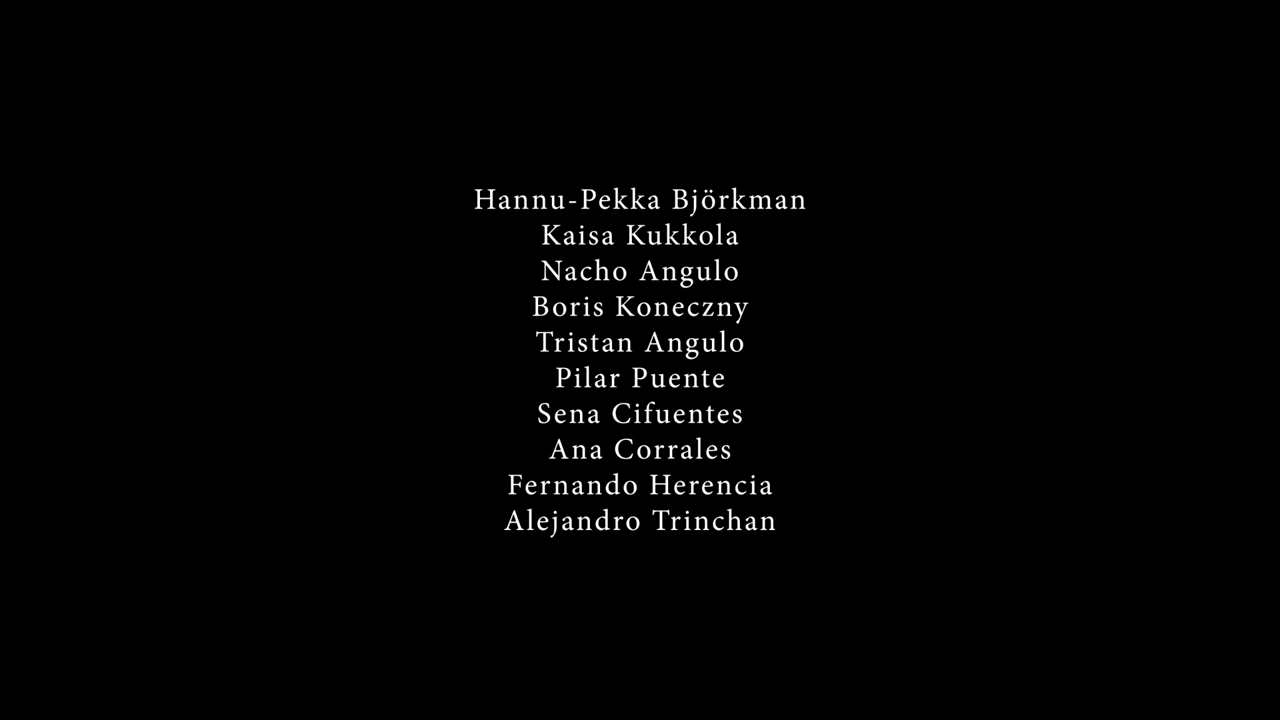 Hannu-Pekka Björkman
Kaisa Kukkola
Nacho Angulo
Boris Koneczny
Tristan Angulo
Pilar Puente
Sena Cifuentes
Ana Corrales
Fernando Herencia
Alejandro Trinchan